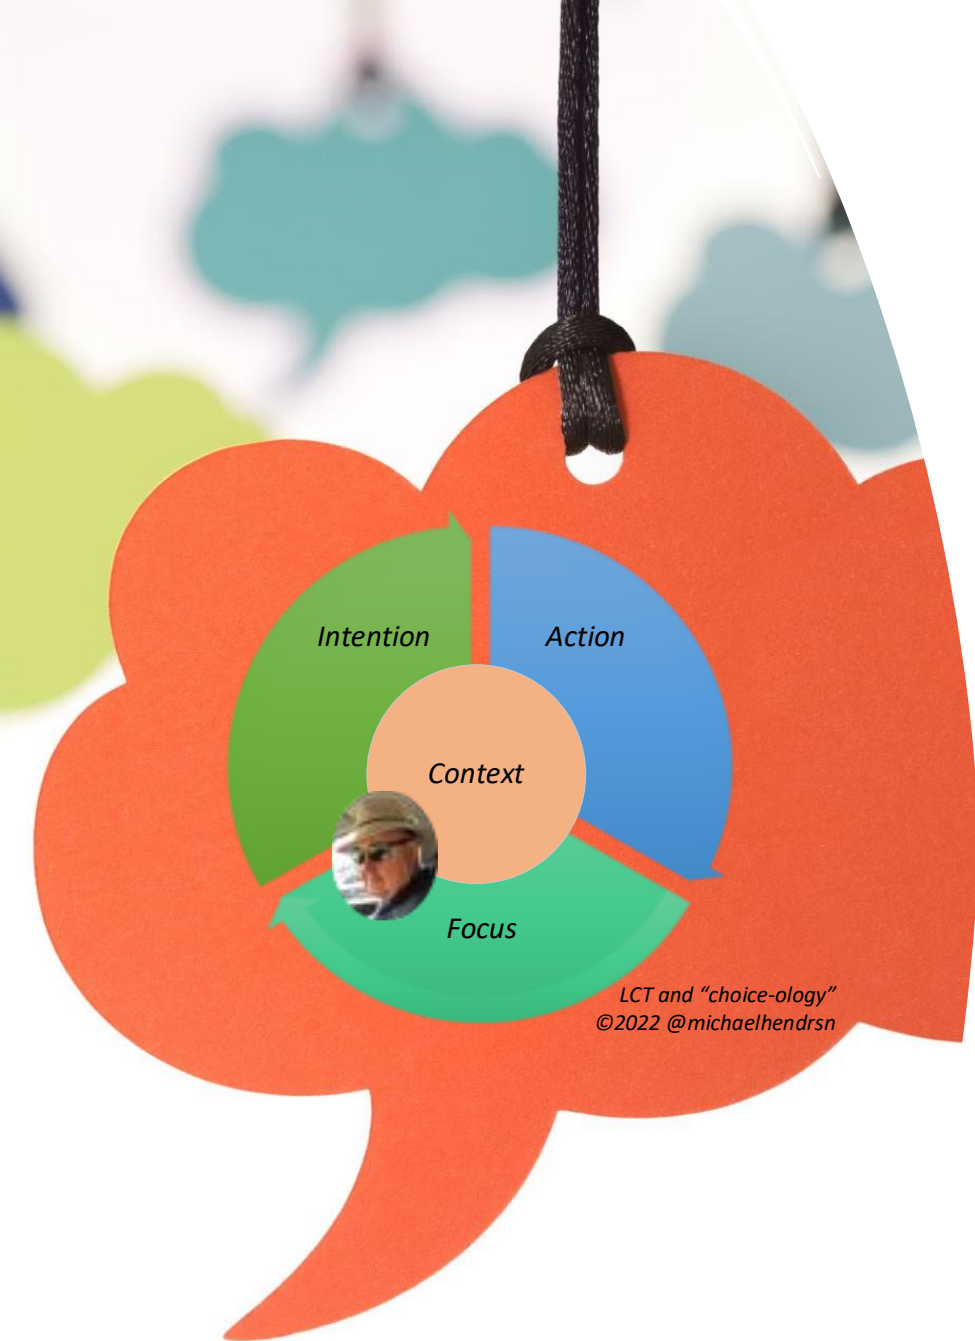 Intention
Action
Context
Focus
LCT and “choice-ology”
©2022 @michaelhendrsn